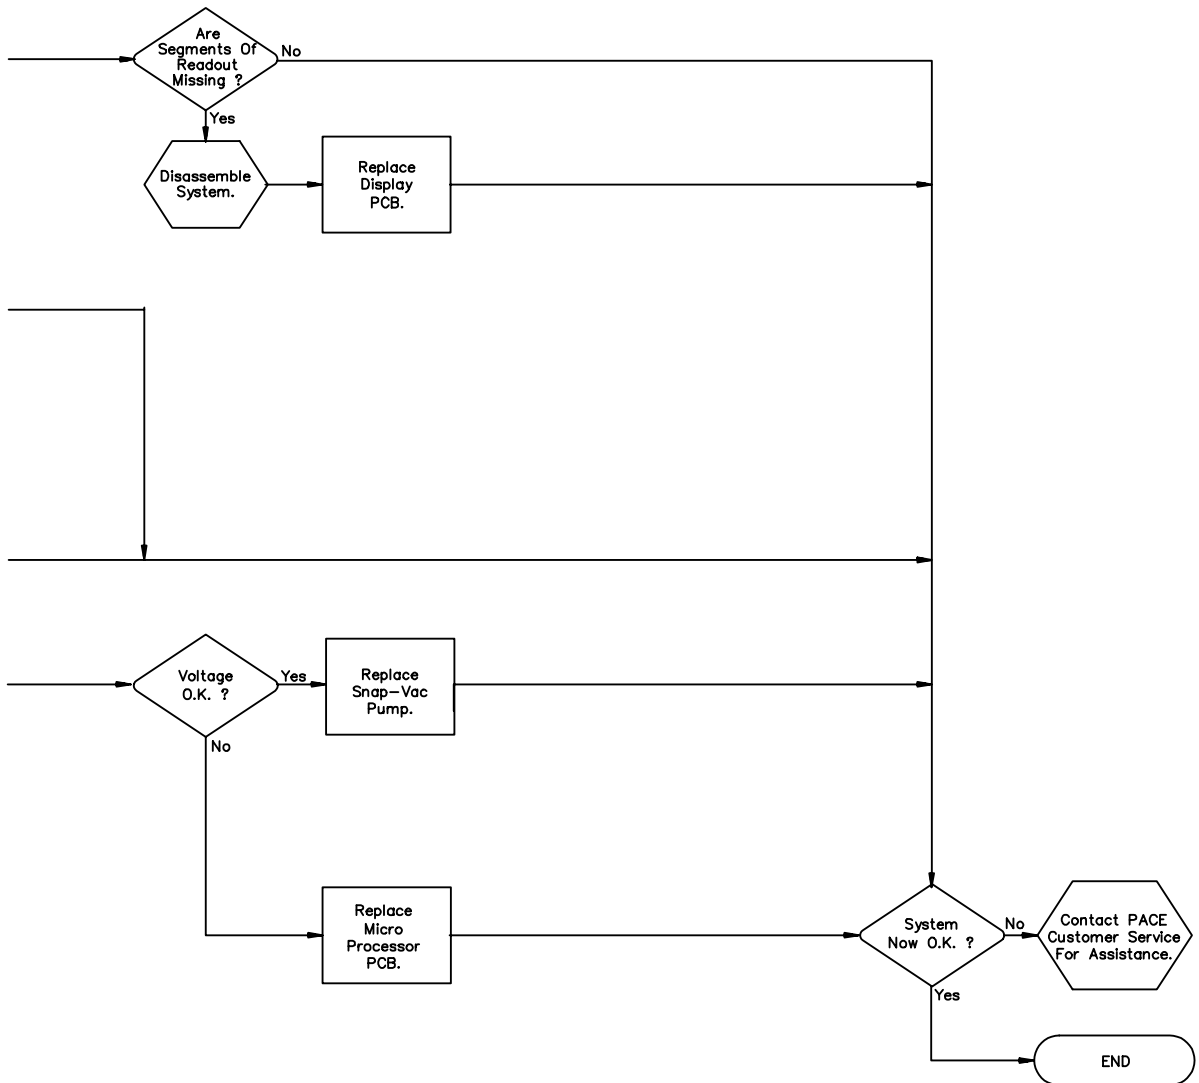 Are
Segments Of
Readout
Missing ?
No
Yes
Disassemble
System.
Replace
Display
PCB.
Voltage
O.K. ?
Yes
Replace
Snap-Vac
Pump.
No
Replace
Micro
Processor
PCB.
System
Now O.K. ?
No
Contact PACE
Customer Service
For Assistance.
Yes
END